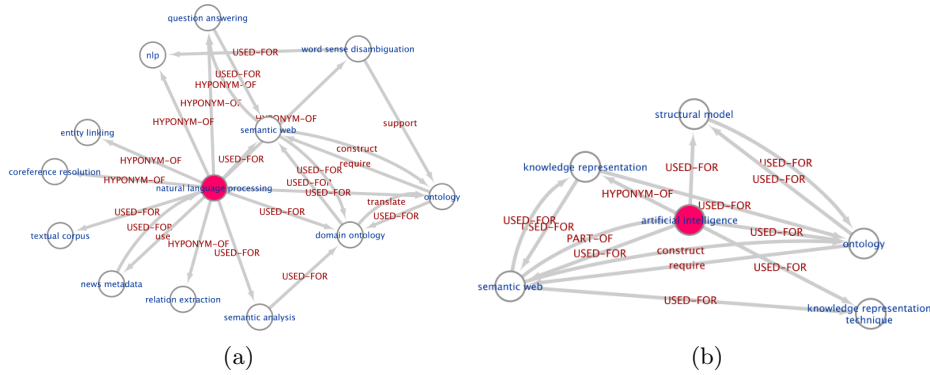 question answering
nlp
USED-FOR
word sense disambiguation
USED-FOR
HYPONYM-OF
HYPONYM-OF
HYPONYM-OF
HYPONYM-OF
semantic web
support
entity linking
construct
HYPONYM-OF
USED-FOR
require
coreference resolution
HYPONYM-OF
USED-FOR
USED-FOR
natural language processing
USED-FOR
ontology
translate
USED-FOR
USED-FOR
USED-FOR
textual corpus
USED-FOR
use
domain ontology
HYPONYM-OF
USED-FOR
USED-FOR
news metadata
relation extraction
semantic analysis
(a)
structural model
knowledge representation
USED-FOR
USED-FOR
USED-FOR
HYPONYM-OF
USED-FOR
artificial intelligence
USED-FOR
USED-FOR
PART-OF
ontology
USED-FOR
construct
require
USED-FOR
semantic web
USED-FOR
knowledge representation
technique
(b)